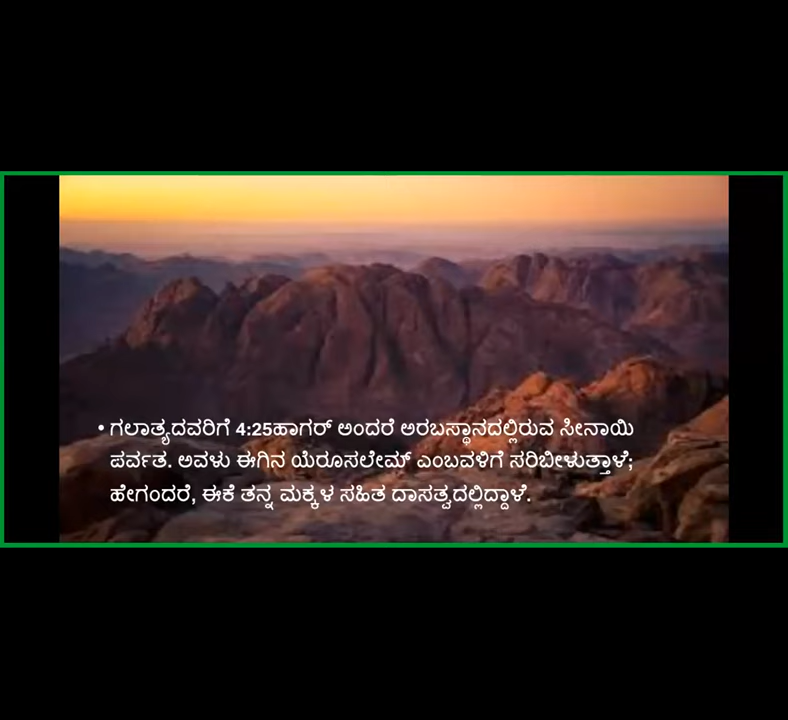 • ಗಲಾತ್ಯದವರಿಗೆ 4:25ಹಾಗರ್ ಅಂದರೆ ಅರಬಸ್ಥಾನದಲ್ಲಿರುವ ಸೀನಾಯಿ
ಪರ್ವತ. ಅವಳು ಈಗಿನ ಯೆರೂಸಲೇಮ್ ಎಂಬವಳಿಗೆ ಸರಿಬೀಳುತ್ತಾಳೆ;
ಹೇಗಂದರೆ, ಈಕೆ ತನ್ನ ಮಕ್ಕಳ ಸಹಿತ ದಾಸತ್ವದಲ್ಲಿದ್ದಾಳೆ.